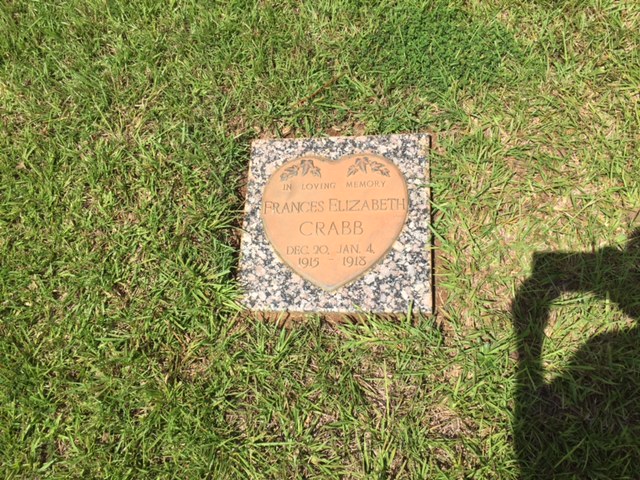 IN LOVING MEMORY
FRANCES ELIZABETH
CRABB
DEC. 20, JAN. 4,
1915 - 1918